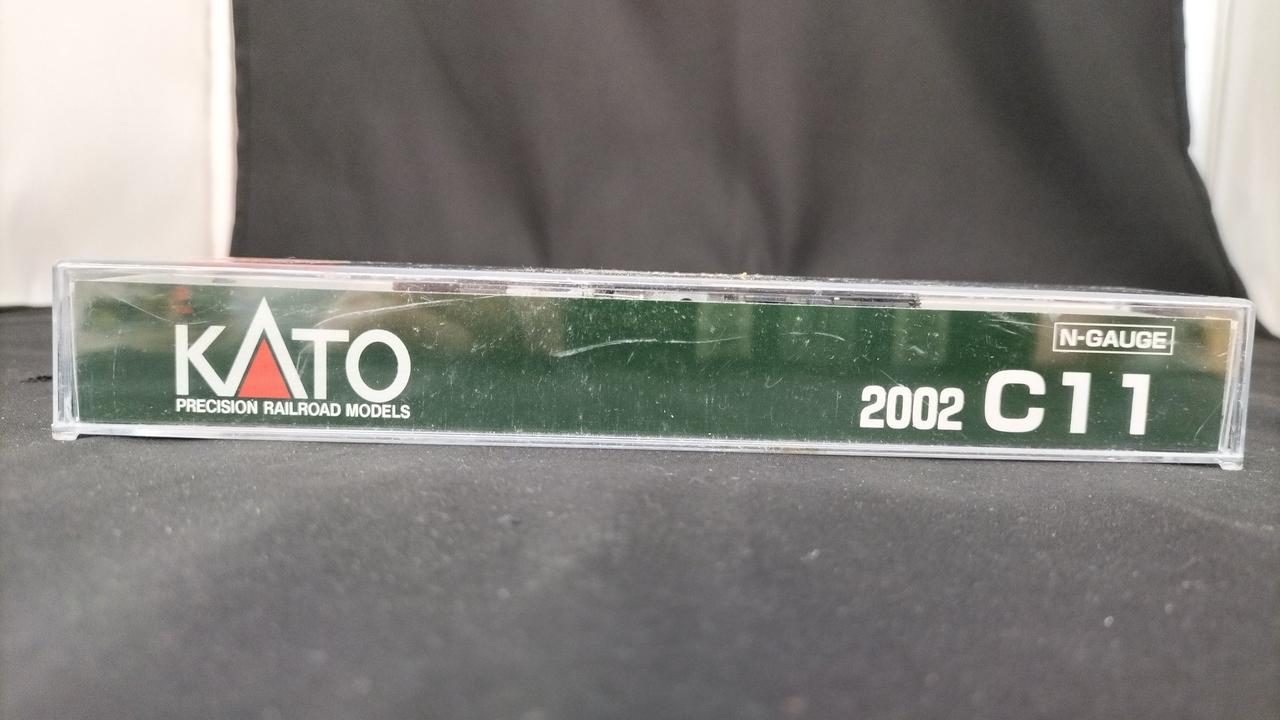 KATO
PRECISION RAILROAD MODELS
N-GAUGE
2002 C11